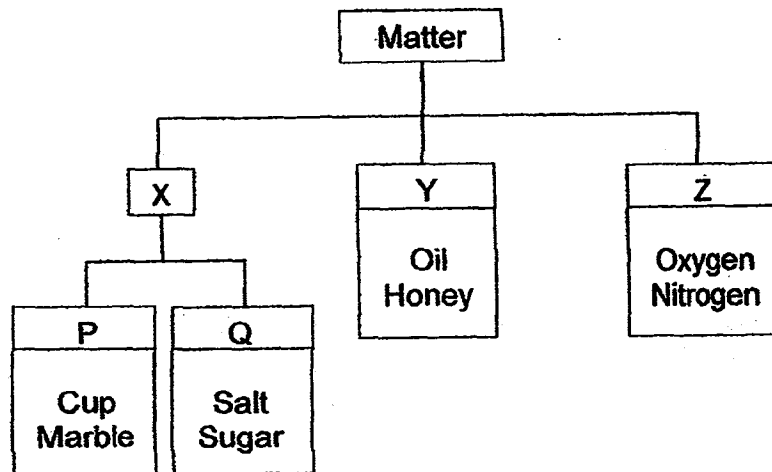 Matter
X
Y
Oil
Honey
Z
Oxygen
Nitrogen
P
Cup
Marble
Q
Salt
Sugar